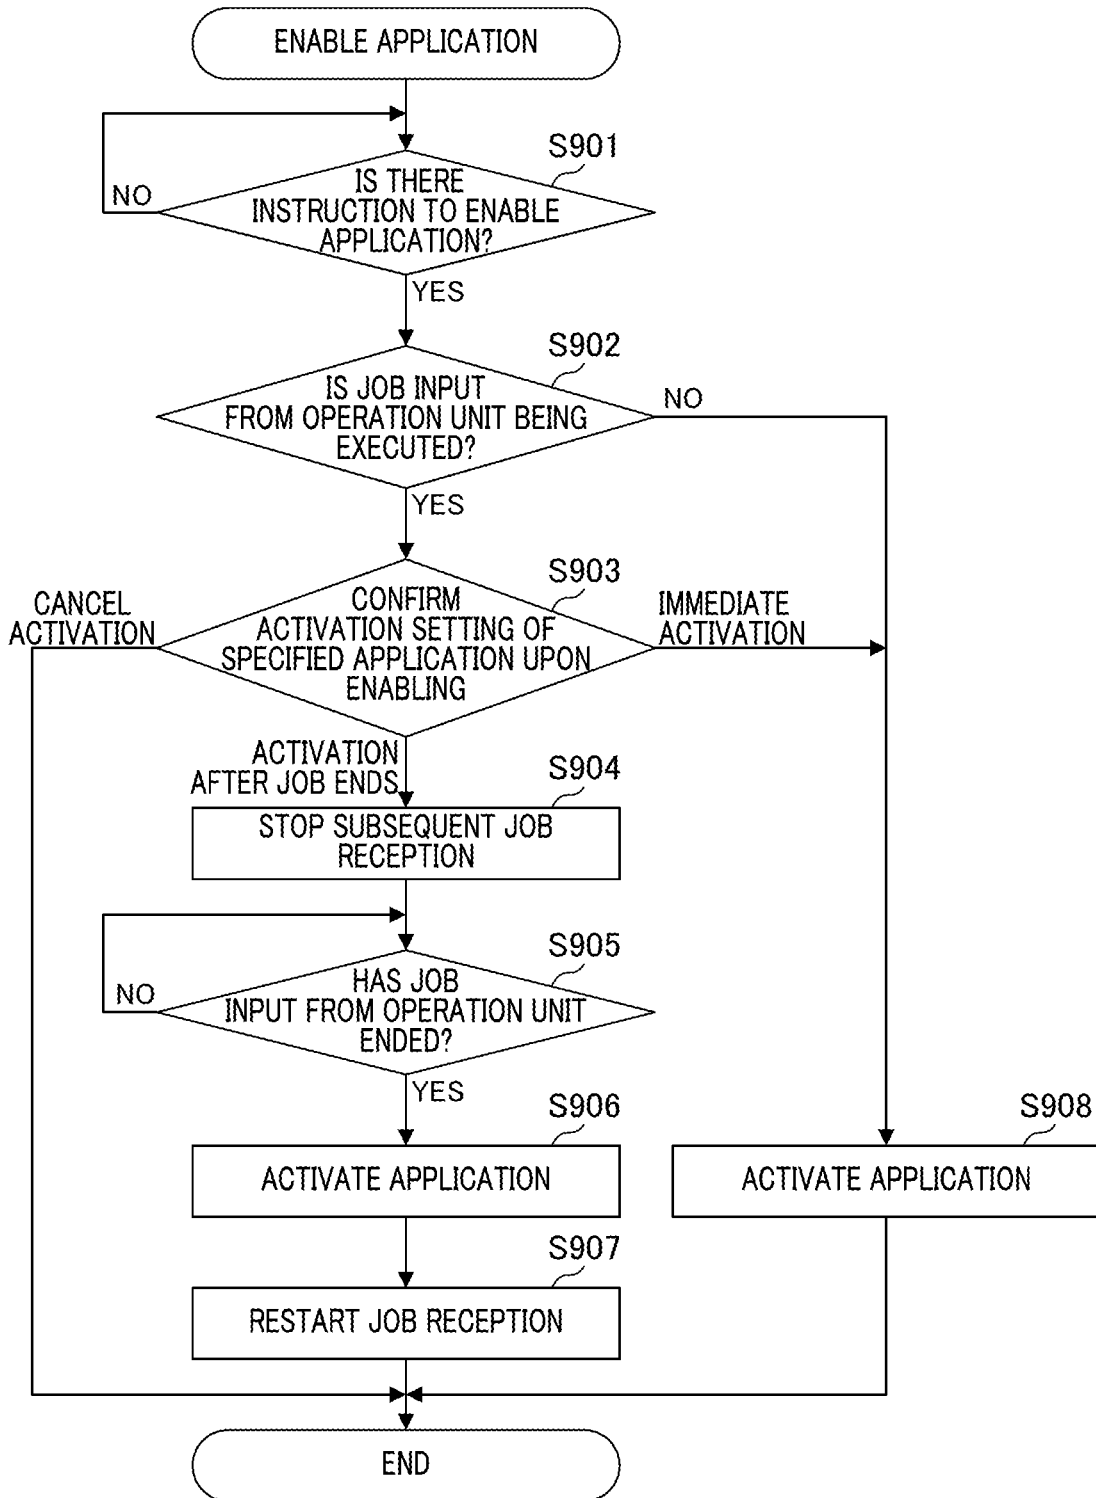 ENABLE APPLICATION
S901
IS THERE
INSTRUCTION TO ENABLE
APPLICATION?
NO
YES
S902
IS JOB INPUT
FROM OPERATION UNIT BEING
EXECUTED?
NO
YES
S903
CONFIRM
ACTIVATION SETTING OF
SPECIFIED APPLICATION UPON
ENABLING
CANCEL
ACTIVATION
IMMEDIATE
ACTIVATION
ACTIVATION
AFTER JOB ENDS
S904
STOP SUBSEQUENT JOB
RECEPTION
S905
HAS JOB
INPUT FROM OPERATION UNIT
ENDED?
NO
YES
S906
ACTIVATE APPLICATION
S908
ACTIVATE APPLICATION
S907
RESTART JOB RECEPTION
END